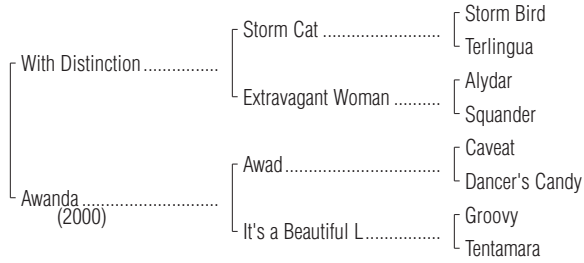 Storm Bird
Storm Cat
Terlingua
With Distinction
Alydar
Extravagant Woman
Squander
Caveat
Awad
Dancer's Candy
Awanda
(2000)
Groovy
It's a Beautiful L
Tentamara